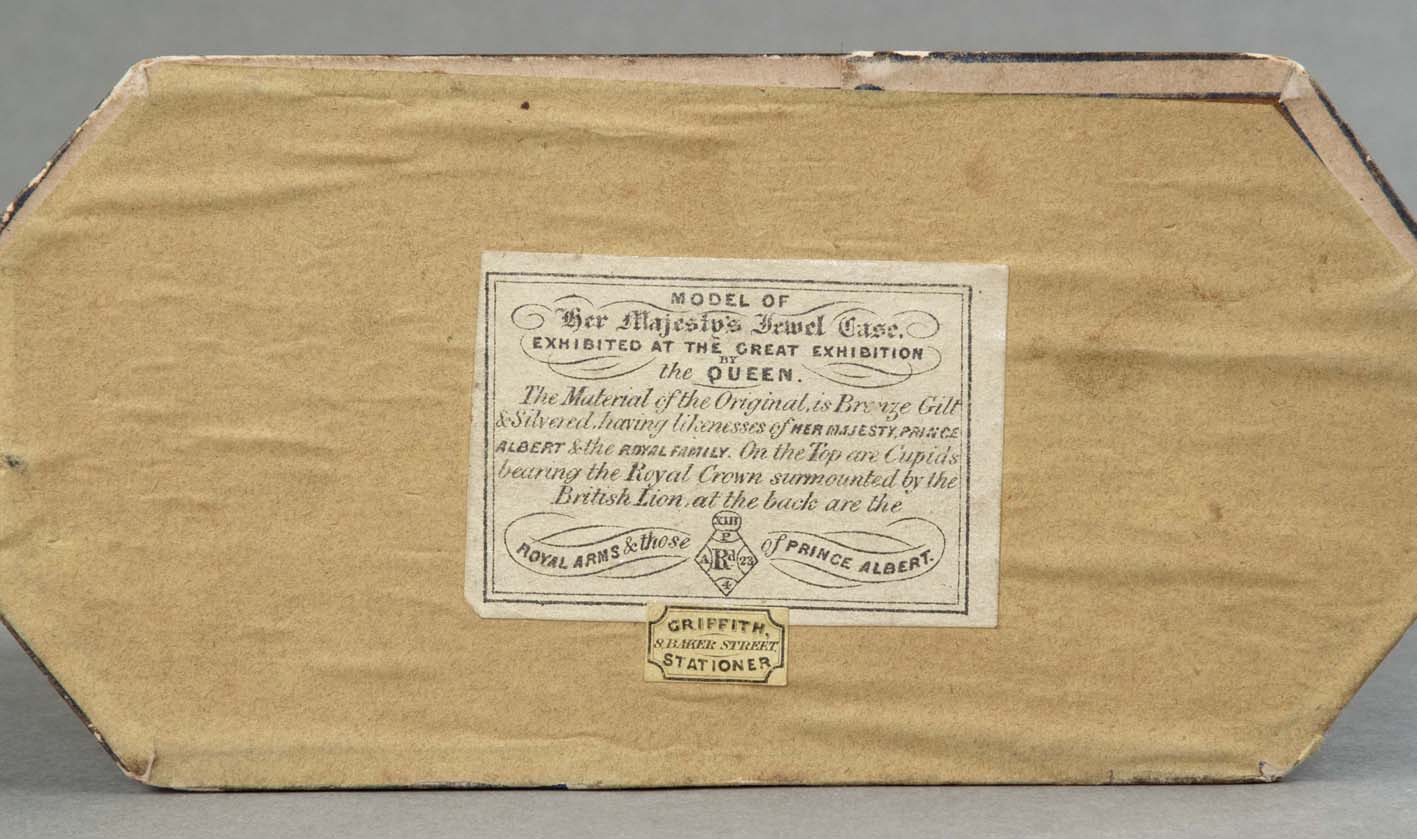 MODEL OF
Her Majesty's Jewel Case.
EXHIBITED AT THE GREAT EXHIBITION
BY
the QUEEN.
The Material of the Original, is Bronze Gilt
& Silvered, having likenesses of HER MAJESTY, PRINCE
ALBERT & the ROYAL FAMILY. On the Top are Cupids
bearing the Royal Crown surmounted by the
British Lion, at the back are the
ROYAL ARMS & those of PRINCE ALBERT.
XIII
P
A Rd 23
4
GRIFFITH,
8, BAKER STREET,
STATIONER